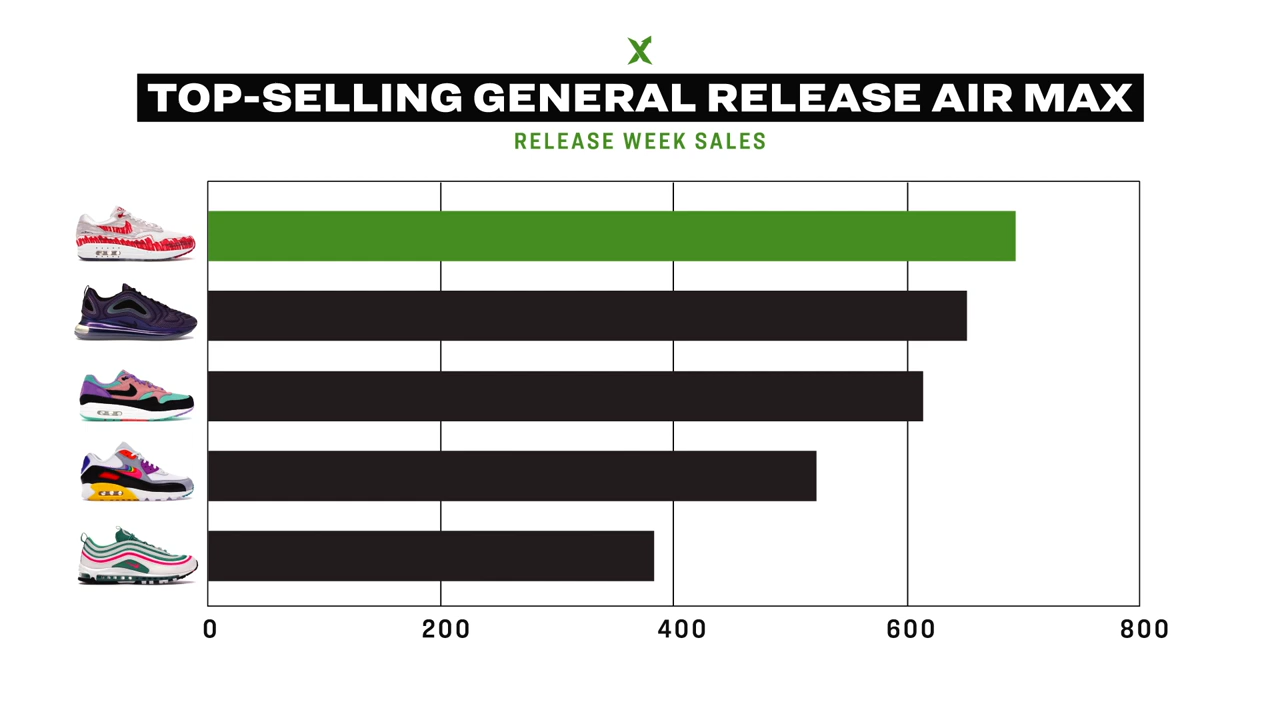 TOP-SELLING GENERAL RELEASE AIR MAX
RELEASE WEEK SALES
0 200 400 600 800